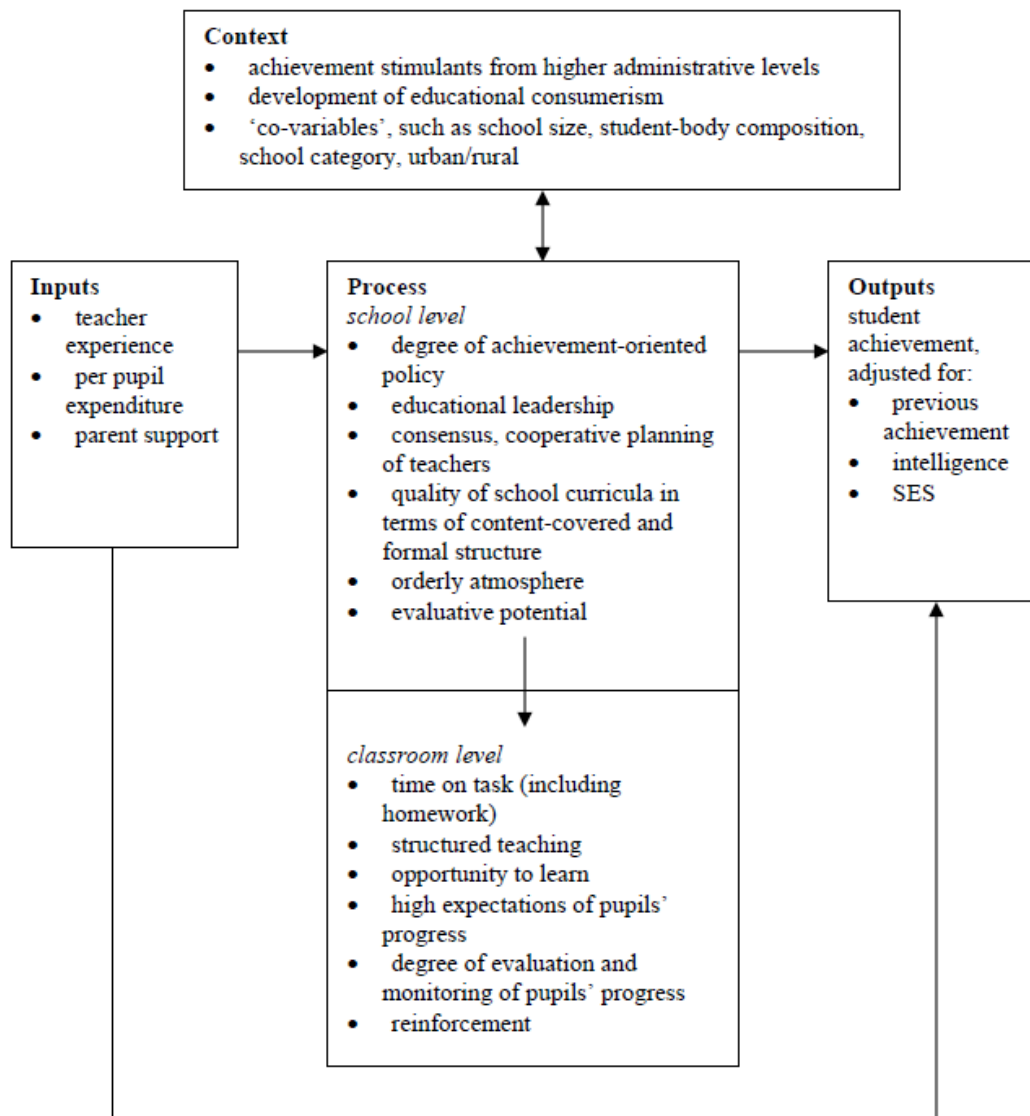 Context
• achievement stimulants from higher administrative levels
• development of educational consumerism
• ‘co-variables’, such as school size, student-body composition,
school category, urban/rural
Inputs
• teacher
experience
• per pupil
expenditure
• parent support
Process
school level
• degree of achievement-oriented
policy
• educational leadership
• consensus, cooperative planning
of teachers
• quality of school curricula in
terms of content-covered and
formal structure
• orderly atmosphere
• evaluative potential
classroom level
• time on task (including
homework)
• structured teaching
• opportunity to learn
• high expectations of pupils’
progress
• degree of evaluation and
monitoring of pupils’ progress
• reinforcement
Outputs
student
achievement,
adjusted for:
• previous
achievement
• intelligence
• SES